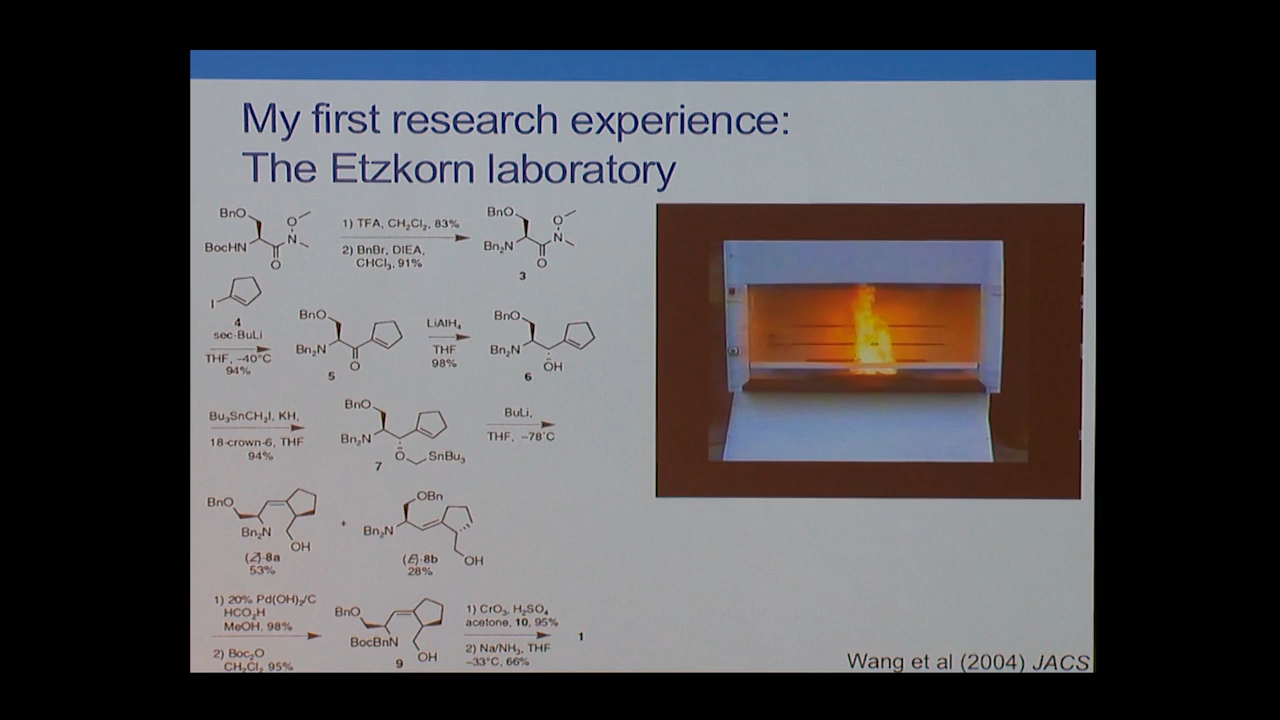 My first research experience:
The Etzkorn laboratory
BnO
BocHN
N
O
O
1) TFA, CH₂Cl₂, 83%
2) BnBr, DIEA,
CHCl₃, 91%
BnO
Bn₂N
N
O
O
3
I
4
sec-BuLi
THF, –40°C
94%
BnO
Bn₂N
O
5
LiAlH₄
THF
98%
BnO
Bn₂N
OH
6
Bu₃SnCH₂I, KH,
18-crown-6, THF
94%
BnO
Bn₂N
O
SnBu₃
7
BuLi,
THF, –78°C
BnO
Bn₂N
OH
(Z)-8a
53%
+
OBn
Bn₂N
OH
(E)-8b
28%
1) 20% Pd(OH)₂/C
HCO₂H
MeOH, 98%
2) Boc₂O
CH₂Cl₂ 95%
BnO
BocBnN
OH
9
1) CrO₃, H₂SO₄
acetone, 10, 95%
2) Na/NH₃, THF
–33°C, 66%
1
Wang et al (2004) JACS